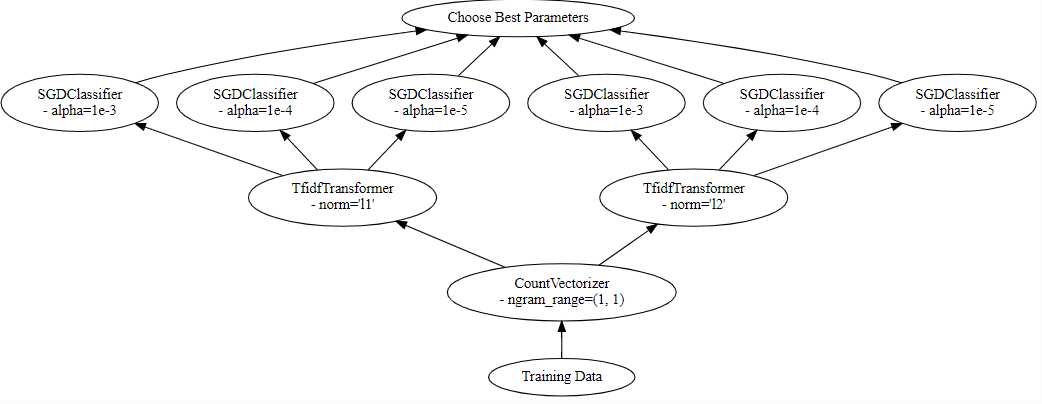 Choose Best Parameters
SGDClassifier
- alpha=1e-3
SGDClassifier
- alpha=1e-4
SGDClassifier
- alpha=1e-5
SGDClassifier
- alpha=1e-3
SGDClassifier
- alpha=1e-4
SGDClassifier
- alpha=1e-5
TfidfTransformer
- norm='l1'
TfidfTransformer
- norm='l2'
CountVectorizer
- ngram_range=(1, 1)
Training Data